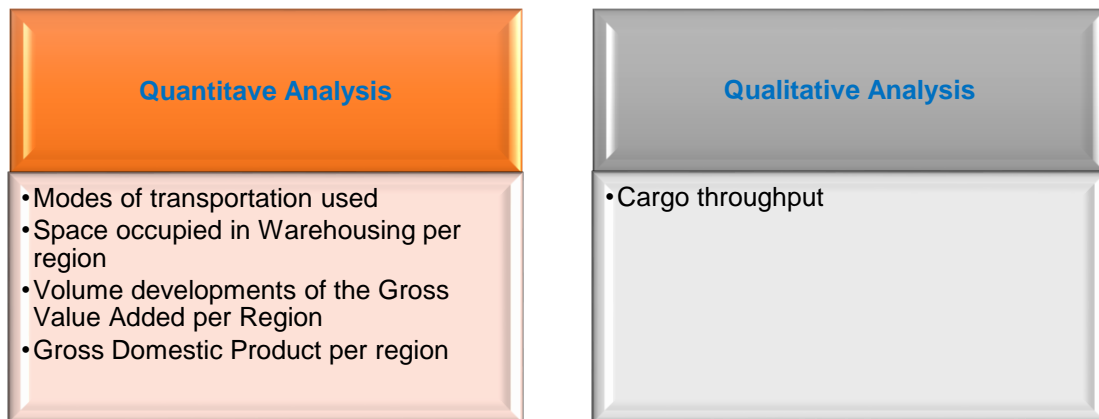 Quantitave Analysis
•Modes of transportation used
•Space occupied in Warehousing per
region
•Volume developments of the Gross
Value Added per Region
•Gross Domestic Product per region
Qualitative Analysis
•Cargo throughput